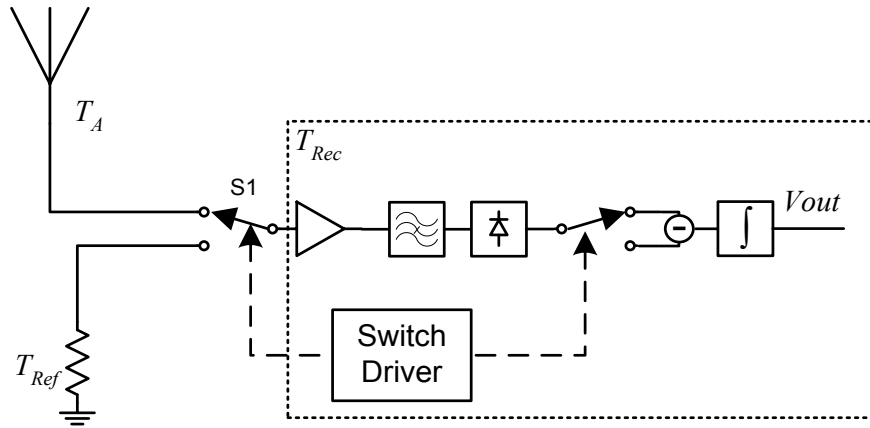 T_A
S1
T_Rec
Vout
∫
Switch
Driver
T_Ref